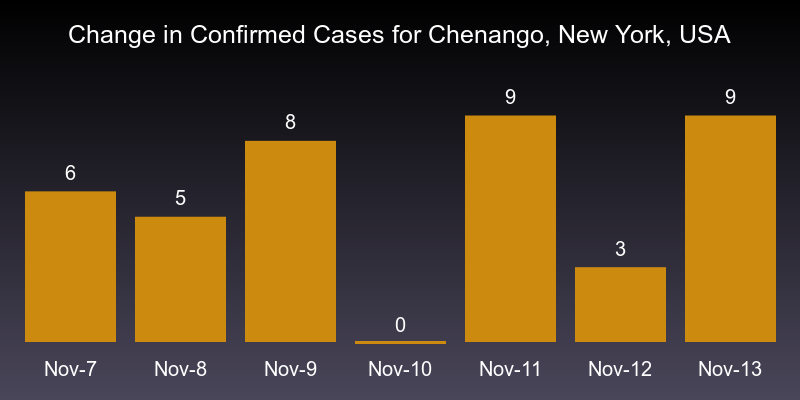 Change in Confirmed Cases for Chenango, New York, USA
6
5
8
0
9
3
9
Nov-7
Nov-8
Nov-9
Nov-10
Nov-11
Nov-12
Nov-13